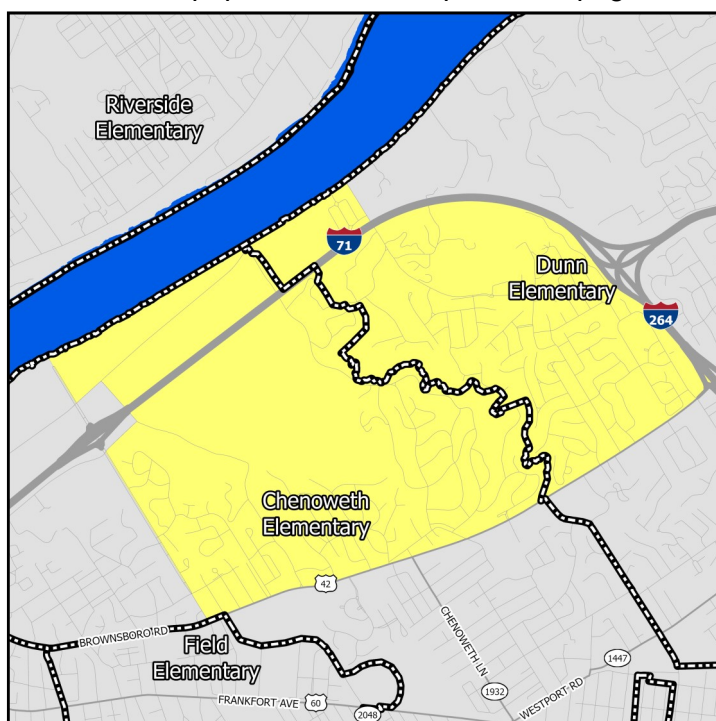 Riverside
Elementary
71
Dunn
Elementary
264
Chenoweth
Elementary
42
BROWNSBORO RD
Field
Elementary
CHENOWETH LN
1447
WESTPORT RD
1932
FRANKFORT AVE
60
2048